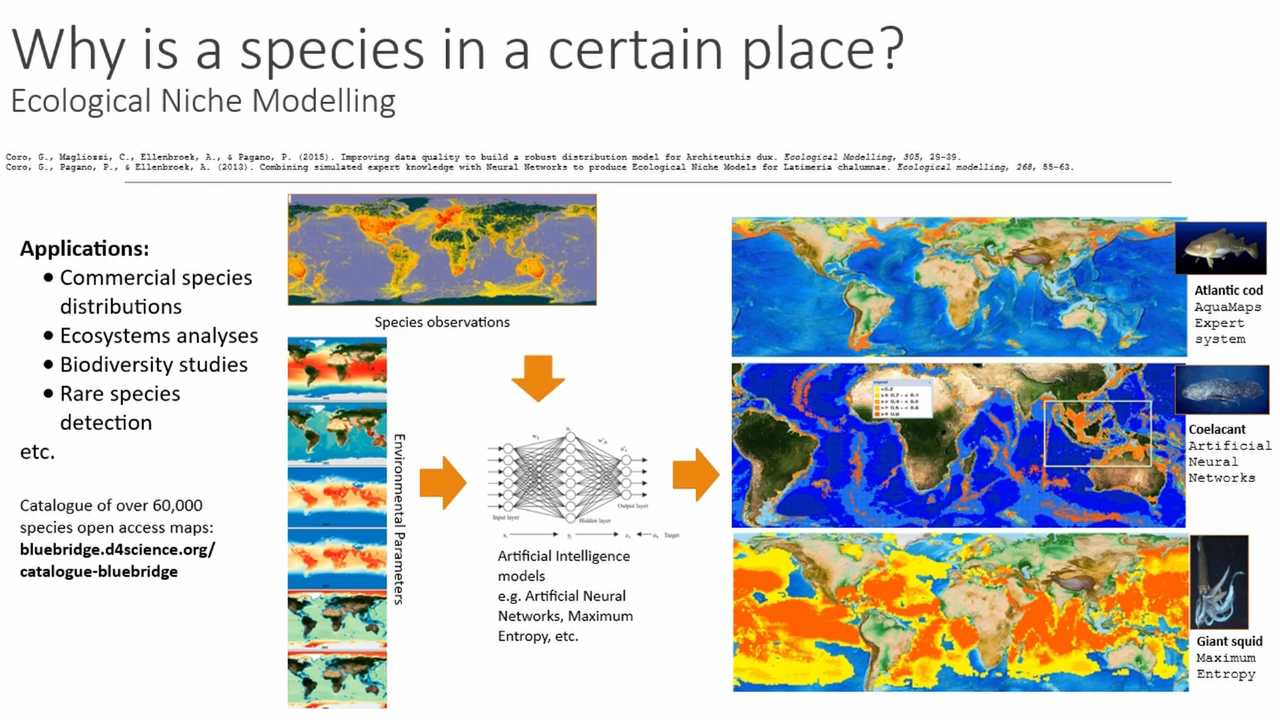 Why is a species in a certain place?
Ecological Niche Modelling
Coro, G., Magliozzi, C., Ellenbroek, A., & Pagano, P. (2015). Improving data quality to build a robust distribution model for Architeuthis dux. Ecological Modelling, 305, 29-39.
Coro, G., Pagano, P., & Ellenbroek, A. (2013). Combining simulated expert knowledge with Neural Networks to produce Ecological Niche Models for Latimeria chalumnae. Ecological modelling, 268, 55-63.
Applications:
• Commercial species
distributions
• Ecosystems analyses
• Biodiversity studies
• Rare species
detection
etc.
Catalogue of over 60,000
species open access maps:
bluebridge.d4science.org/
catalogue-bluebridge
Species observations
Environmental Parameters
Input layer
Hidden layer
Output layer
Target
Artificial Intelligence
models
e.g. Artificial Neural
Networks, Maximum
Entropy, etc.
Atlantic cod
AquaMaps
Expert
system
Coelacant
Artificial
Neural
Networks
Giant squid
Maximum
Entropy